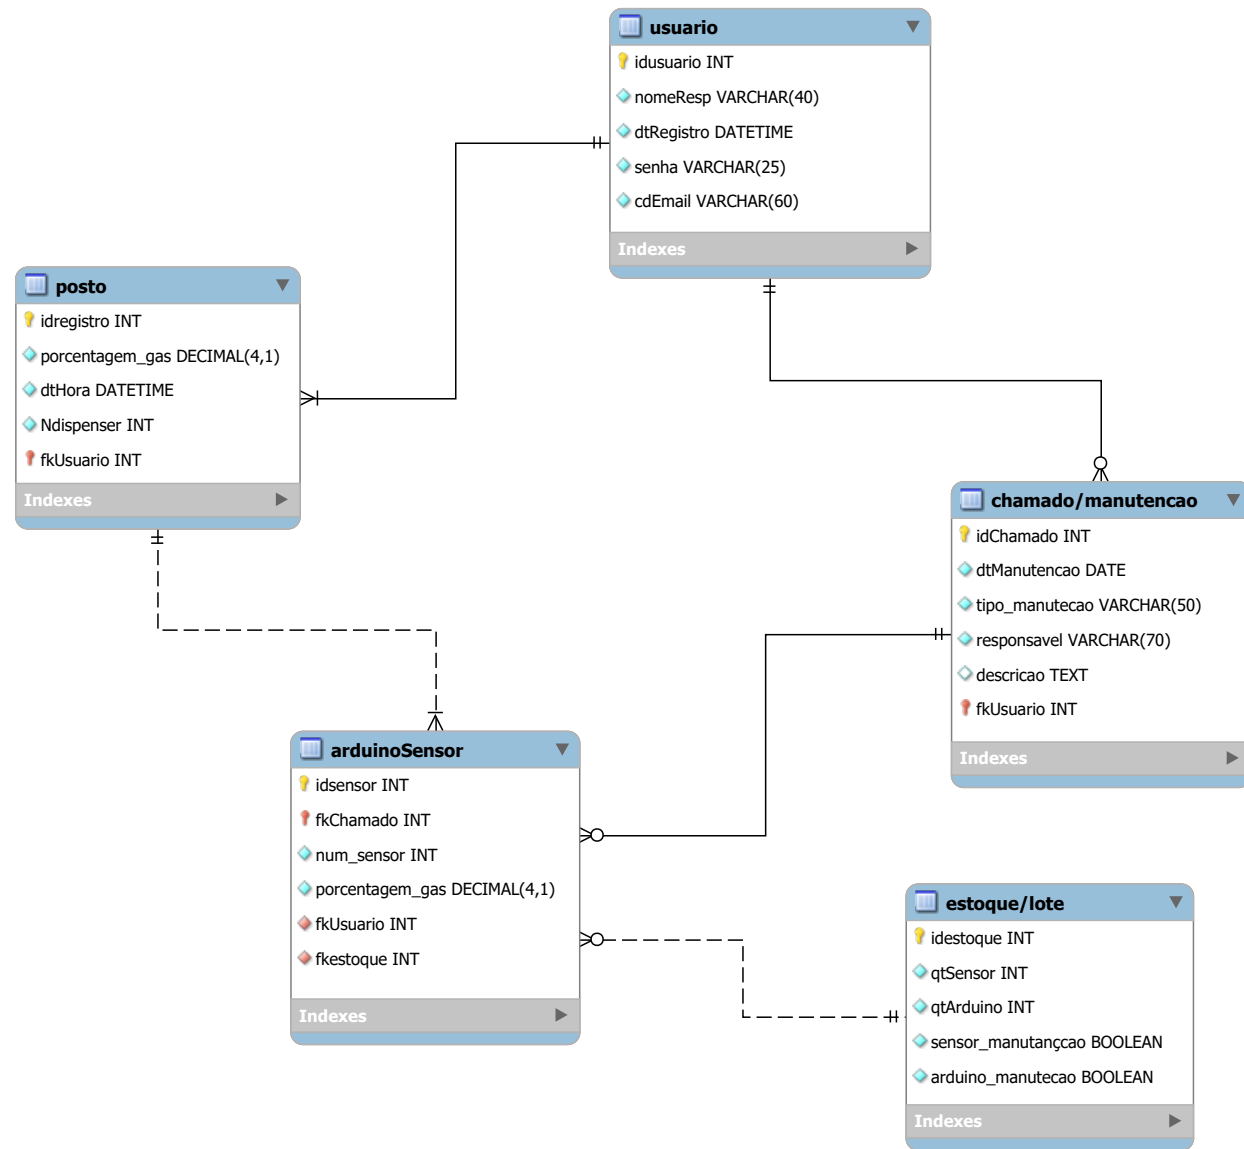 usuario
idusuario INT
nomeResp VARCHAR(40)
dtRegistro DATETIME
senha VARCHAR(25)
cdEmail VARCHAR(60)
Indexes
posto
idregistro INT
porcentagem_gas DECIMAL(4,1)
dtHora DATETIME
Ndispenser INT
fkUsuario INT
Indexes
chamado/manutencao
idChamado INT
dtManutencao DATE
tipo_manutecao VARCHAR(50)
responsavel VARCHAR(70)
descricao TEXT
fkUsuario INT
Indexes
arduinoSensor
idsensor INT
fkChamado INT
num_sensor INT
porcentagem_gas DECIMAL(4,1)
fkUsuario INT
fkestoque INT
Indexes
estoque/lote
idestoque INT
qtSensor INT
qtArduino INT
sensor_manutançcao BOOLEAN
arduino_manutecao BOOLEAN
Indexes